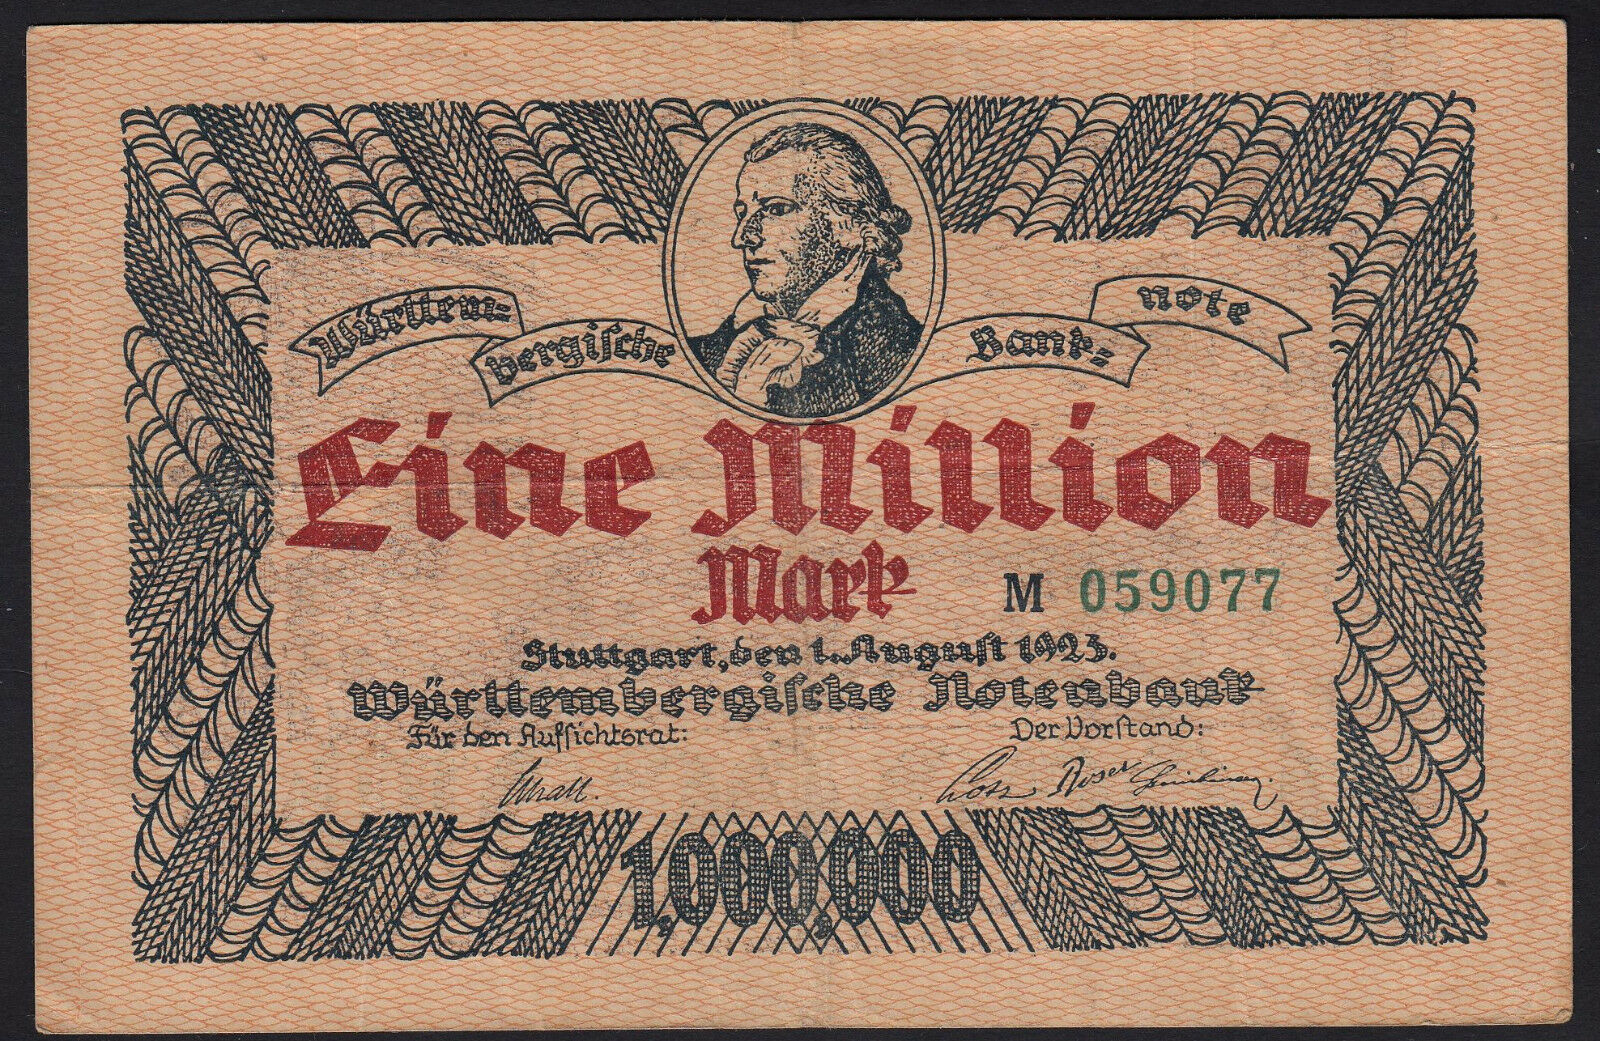 Württem=
bergische
Bank=
note
Eine Million
Mark
M 059077
Stuttgart, den 1. August 1923.
Württembergische Notenbank
Für den Aufsichtsrat: Der Vorstand:
Roser
1,000,000